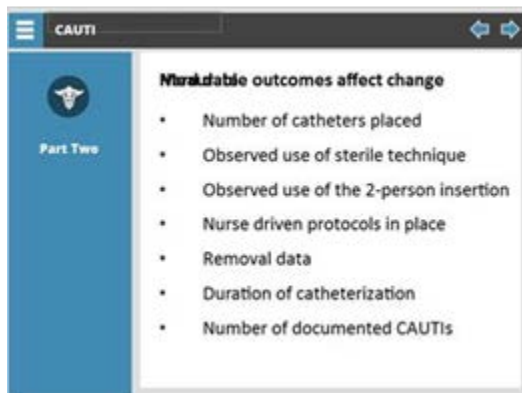 CAUTI
Part Two
outcomes affect change
• Number of catheters placed
• Observed use of sterile technique
• Observed use of the 2-person insertion
• Nurse driven protocols in place
• Removal data
• Duration of catheterization
• Number of documented CAUTIs